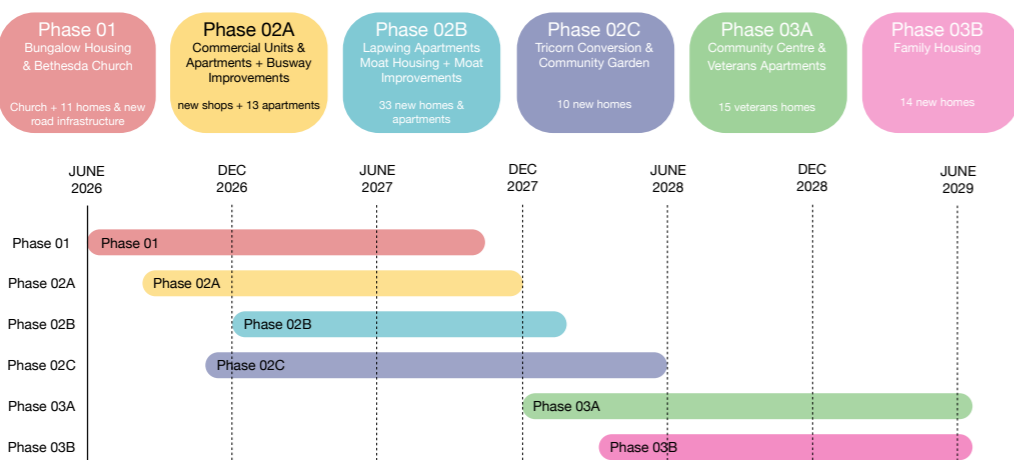 Phase 01
Bungalow Housing
& Bethesda Church
Church + 11 homes & new
road infrastructure
Phase 02A
Commercial Units &
Apartments + Busway
Improvements
new shops + 13 apartments
Phase 02B
Lapwing Apartments
Moat Housing + Moat
Improvements
33 new homes &
apartments
Phase 02C
Tricorn Conversion &
Community Garden
10 new homes
Phase 03A
Community Centre &
Veterans Apartments
15 veterans homes
Phase 03B
Family Housing
14 new homes
JUNE
2026
DEC
2026
JUNE
2027
DEC
2027
JUNE
2028
DEC
2028
JUNE
2029
Phase 01
Phase 01
Phase 02A
Phase 02A
Phase 02B
Phase 02B
Phase 02C
Phase 02C
Phase 03A
Phase 03A
Phase 03B
Phase 03B